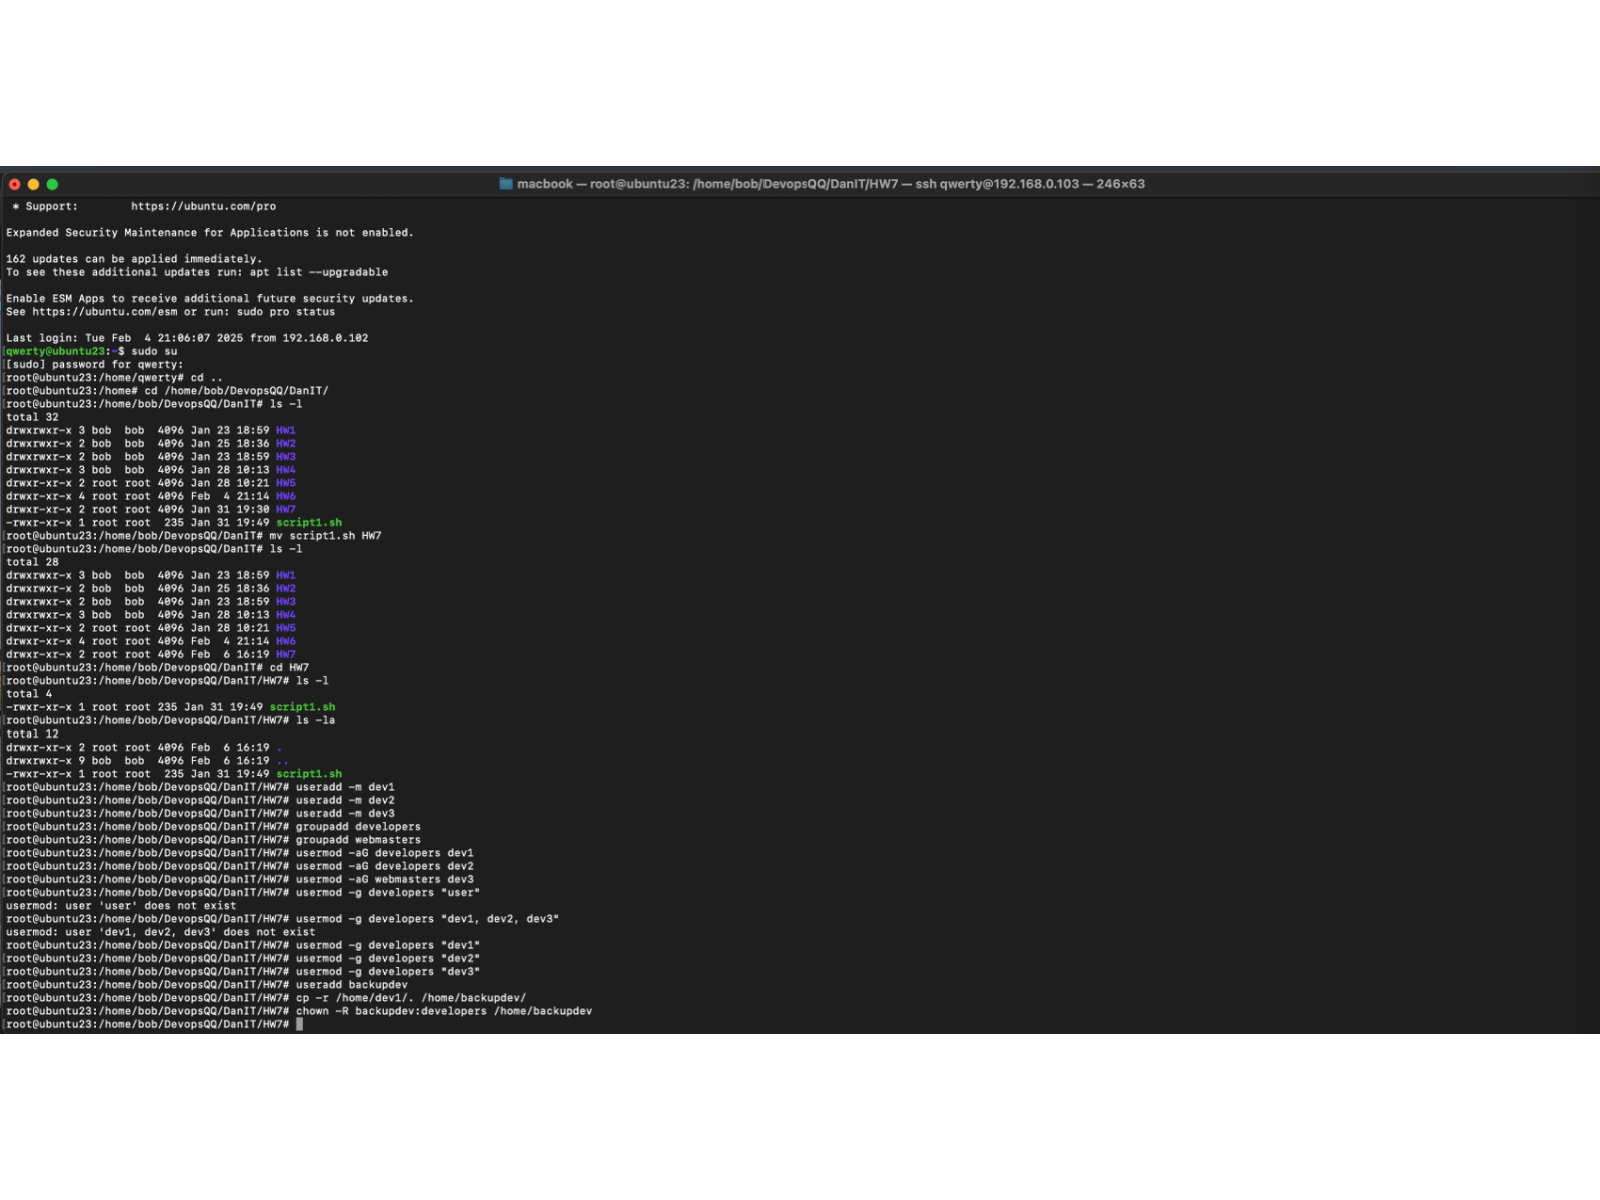 macbook — root@ubuntu23: /home/bob/DevopsQQ/DanIT/HW7 — ssh qwerty@192.168.0.103 — 246×63
* Support:        https://ubuntu.com/pro
Expanded Security Maintenance for Applications is not enabled.
162 updates can be applied immediately.
To see these additional updates run: apt list --upgradable
Enable ESM Apps to receive additional future security updates.
See https://ubuntu.com/esm or run: sudo pro status
Last login: Tue Feb  4 21:06:07 2025 from 192.168.0.102
[qwerty@ubuntu23:~$ sudo su
[[sudo] password for qwerty:
[root@ubuntu23:/home/qwerty# cd ..
[root@ubuntu23:/home# cd /home/bob/DevopsQQ/DanIT/
[root@ubuntu23:/home/bob/DevopsQQ/DanIT# ls -l
total 32
drwxrwxr-x 3 bob  bob  4096 Jan 23 18:59 HW1
drwxrwxr-x 2 bob  bob  4096 Jan 25 18:36 HW2
drwxrwxr-x 2 bob  bob  4096 Jan 23 18:59 HW3
drwxrwxr-x 3 bob  bob  4096 Jan 28 10:13 HW4
drwxr-xr-x 2 root root 4096 Jan 28 10:21 HW5
drwxr-xr-x 4 root root 4096 Feb  4 21:14 HW6
drwxr-xr-x 2 root root 4096 Jan 31 19:30 HW7
-rwxr-xr-x 1 root root  235 Jan 31 19:49 script1.sh
[root@ubuntu23:/home/bob/DevopsQQ/DanIT# mv script1.sh HW7
[root@ubuntu23:/home/bob/DevopsQQ/DanIT# ls -l
total 28
drwxrwxr-x 3 bob  bob  4096 Jan 23 18:59 HW1
drwxrwxr-x 2 bob  bob  4096 Jan 25 18:36 HW2
drwxrwxr-x 2 bob  bob  4096 Jan 23 18:59 HW3
drwxrwxr-x 3 bob  bob  4096 Jan 28 10:13 HW4
drwxr-xr-x 2 root root 4096 Jan 28 10:21 HW5
drwxr-xr-x 4 root root 4096 Feb  4 21:14 HW6
drwxr-xr-x 2 root root 4096 Feb  6 16:19 HW7
[root@ubuntu23:/home/bob/DevopsQQ/DanIT# cd HW7
[root@ubuntu23:/home/bob/DevopsQQ/DanIT/HW7# ls -l
total 4
-rwxr-xr-x 1 root root 235 Jan 31 19:49 script1.sh
[root@ubuntu23:/home/bob/DevopsQQ/DanIT/HW7# ls -la
total 12
drwxr-xr-x 2 root root 4096 Feb  6 16:19 .
drwxrwxr-x 9 bob  bob  4096 Feb  6 16:19 ..
-rwxr-xr-x 1 root root  235 Jan 31 19:49 script1.sh
[root@ubuntu23:/home/bob/DevopsQQ/DanIT/HW7# useradd -m dev1
[root@ubuntu23:/home/bob/DevopsQQ/DanIT/HW7# useradd -m dev2
[root@ubuntu23:/home/bob/DevopsQQ/DanIT/HW7# useradd -m dev3
[root@ubuntu23:/home/bob/DevopsQQ/DanIT/HW7# groupadd developers
[root@ubuntu23:/home/bob/DevopsQQ/DanIT/HW7# groupadd webmasters
[root@ubuntu23:/home/bob/DevopsQQ/DanIT/HW7# usermod -aG developers dev1
[root@ubuntu23:/home/bob/DevopsQQ/DanIT/HW7# usermod -aG developers dev2
[root@ubuntu23:/home/bob/DevopsQQ/DanIT/HW7# usermod -aG webmasters dev3
[root@ubuntu23:/home/bob/DevopsQQ/DanIT/HW7# usermod -g developers "user"
usermod: user 'user' does not exist
root@ubuntu23:/home/bob/DevopsQQ/DanIT/HW7# usermod -g developers "dev1, dev2, dev3"
usermod: user 'dev1, dev2, dev3' does not exist
root@ubuntu23:/home/bob/DevopsQQ/DanIT/HW7# usermod -g developers "dev1"
[root@ubuntu23:/home/bob/DevopsQQ/DanIT/HW7# usermod -g developers "dev2"
[root@ubuntu23:/home/bob/DevopsQQ/DanIT/HW7# usermod -g developers "dev3"
[root@ubuntu23:/home/bob/DevopsQQ/DanIT/HW7# useradd backupdev
[root@ubuntu23:/home/bob/DevopsQQ/DanIT/HW7# cp -r /home/dev1/. /home/backupdev/
[root@ubuntu23:/home/bob/DevopsQQ/DanIT/HW7# chown -R backupdev:developers /home/backupdev
[root@ubuntu23:/home/bob/DevopsQQ/DanIT/HW7#